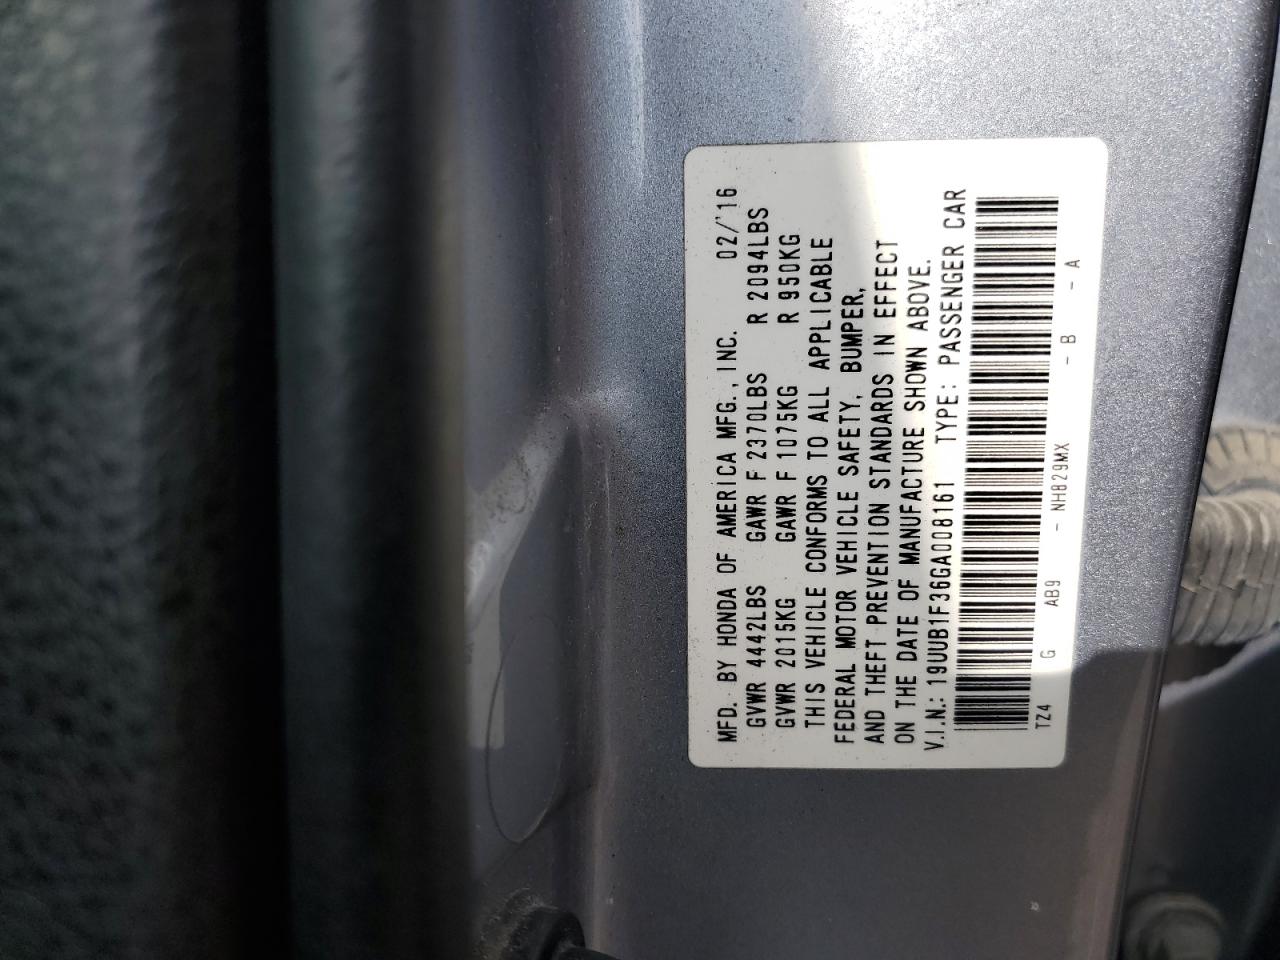 MFD. BY HONDA OF AMERICA MFG., INC. 02/'16
GVWR 4442LBS GAWR F 2370LBS R 2094LBS
GVWR 2015KG GAWR F 1075KG R 950KG
THIS VEHICLE CONFORMS TO ALL APPLICABLE
FEDERAL MOTOR VEHICLE SAFETY, BUMPER,
AND THEFT PREVENTION STANDARDS IN EFFECT
ON THE DATE OF MANUFACTURE SHOWN ABOVE.
V.I.N.: 19UUB1F36GA008161 TYPE: PASSENGER CAR
TZ4 G AB9 - NH829MX - B - A